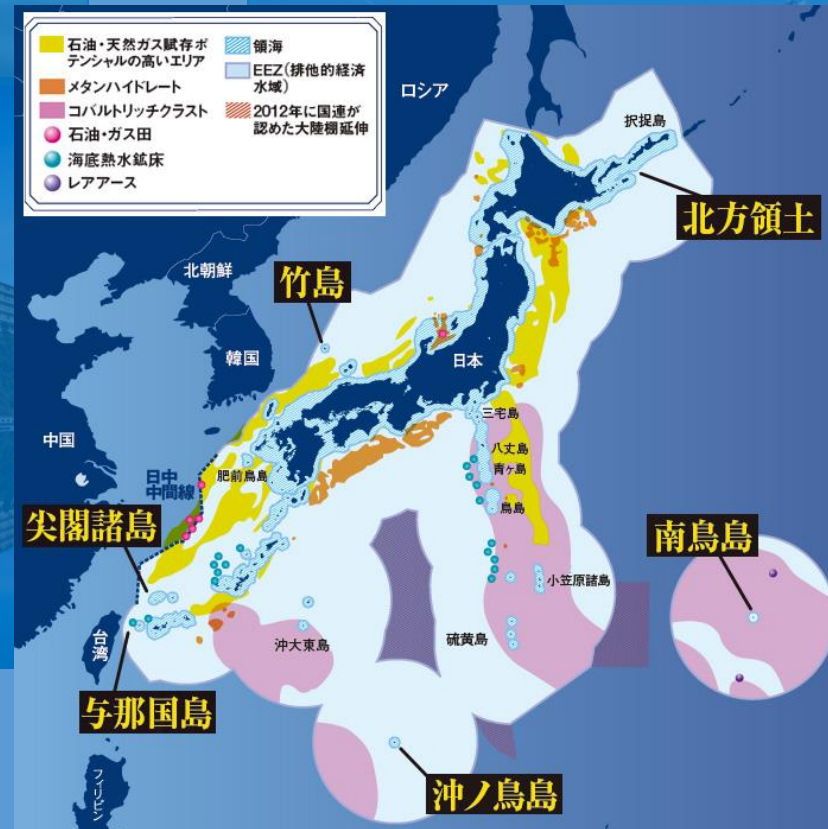 石油・天然ガス賦存ポ
テンシャルの高いエリア
メタンハイドレート
コバルトリッチクラスト
石油・ガス田
海底熱水鉱床
レアアース
領海
EEZ(排他的経済
水域)
2012年に国連が
認めた大陸棚延伸
ロシア
択捉島
北方領土
北朝鮮
竹島
韓国
日本
中国
三宅島
八丈島
青ヶ島
肥前鳥島
日中
中間線
鳥島
尖閣諸島
南鳥島
小笠原諸島
台湾
沖大東島
硫黄島
与那国島
フィリピン
沖ノ鳥島